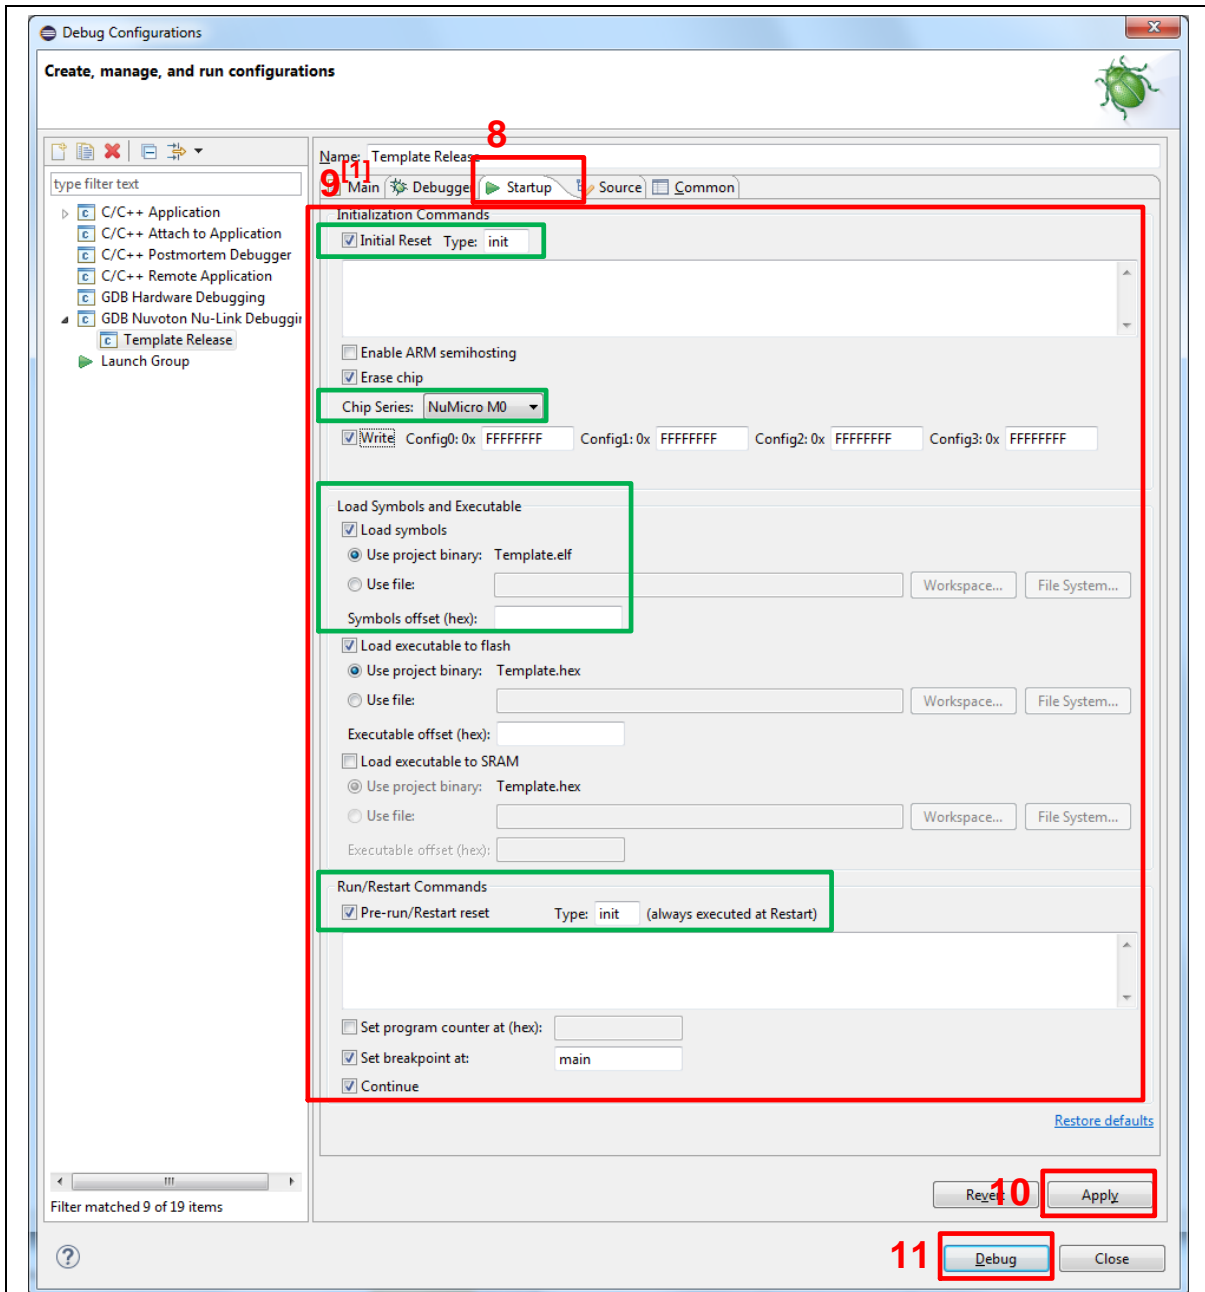 Debug Configurations
X
Create, manage, and run configurations
8
type filter text
C/C++ Application
C/C++ Attach to Application
C/C++ Postmortem Debugger
C/C++ Remote Application
GDB Hardware Debugging
GDB Nuvoton Nu-Link Debuggin
Template Release
Launch Group
Filter matched 9 of 19 items
Name: Template Release
9[1]
Main Debugger Startup Source Common
Initialization Commands
Initial Reset Type: init
Enable ARM semihosting
Erase chip
Chip Series: NuMicro M0
Write Config0: 0x FFFFFFFF Config1: 0x FFFFFFFF Config2: 0x FFFFFFFF Config3: 0x FFFFFFFF
Load Symbols and Executable
Load symbols
Use project binary: Template.elf
Use file: Workspace... File System...
Symbols offset (hex):
Load executable to flash
Use project binary: Template.hex
Use file: Workspace... File System...
Executable offset (hex):
Load executable to SRAM
Use project binary: Template.hex
Use file: Workspace... File System...
Executable offset (hex):
Run/Restart Commands
Pre-run/Restart reset Type: init (always executed at Restart)
Set program counter at (hex):
Set breakpoint at: main
Continue
Restore defaults
Revert 10 Apply
? 11 Debug Close